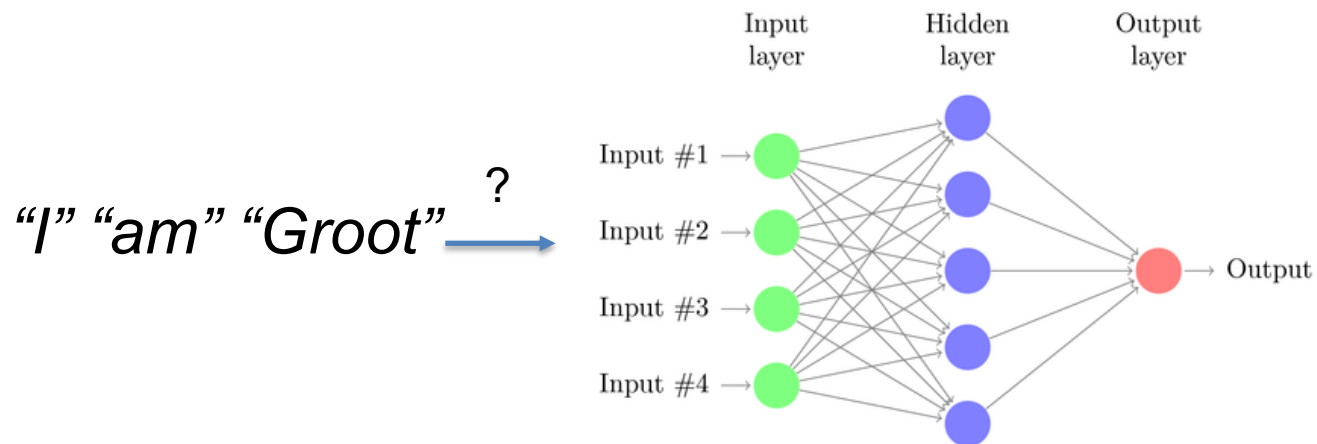 Input layer
Hidden layer
Output layer
Input #1
Input #2
Input #3
Input #4
“I” “am” “Groot”
?
Output